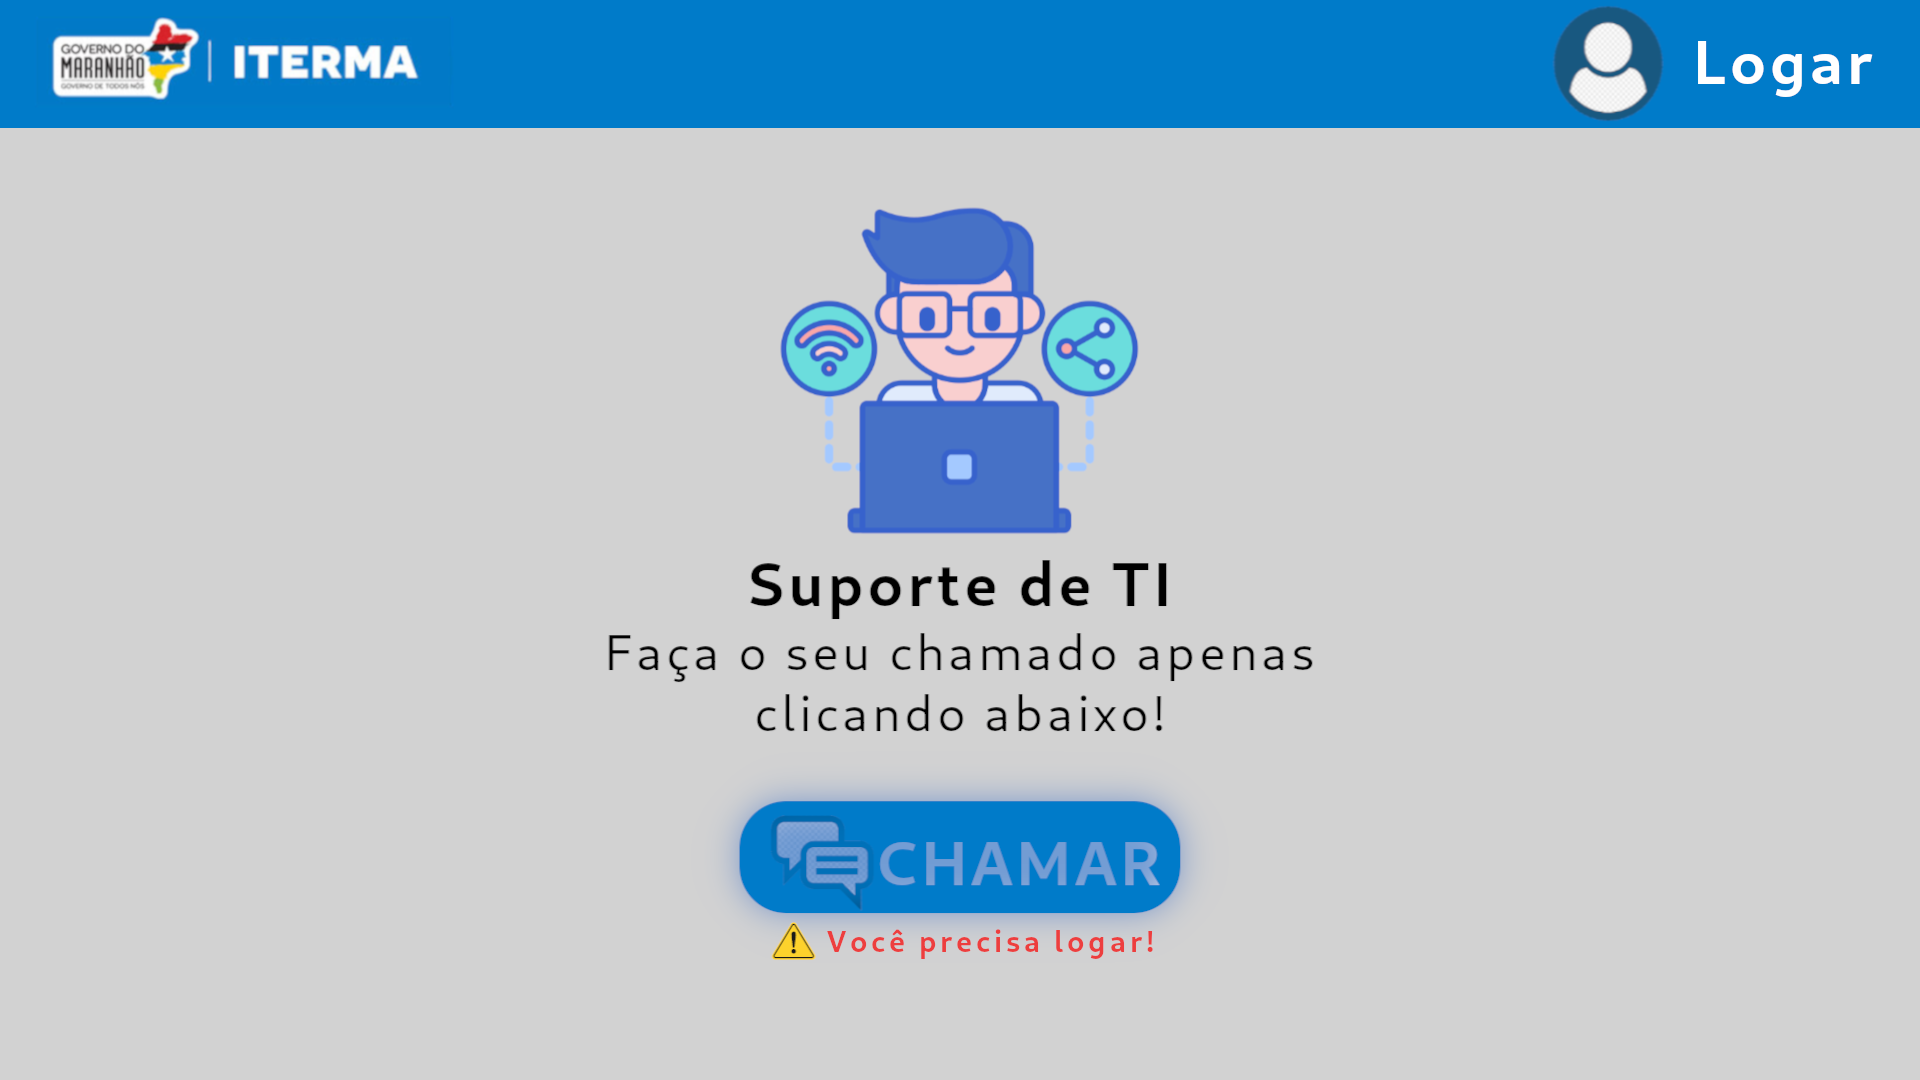 GOVERNO DO
MARANHÃO
GOVERNO DE TODOS NÓS
ITERMA
Logar
Suporte de TI
Faça o seu chamado apenas
clicando abaixo!
CHAMAR
Você precisa logar!